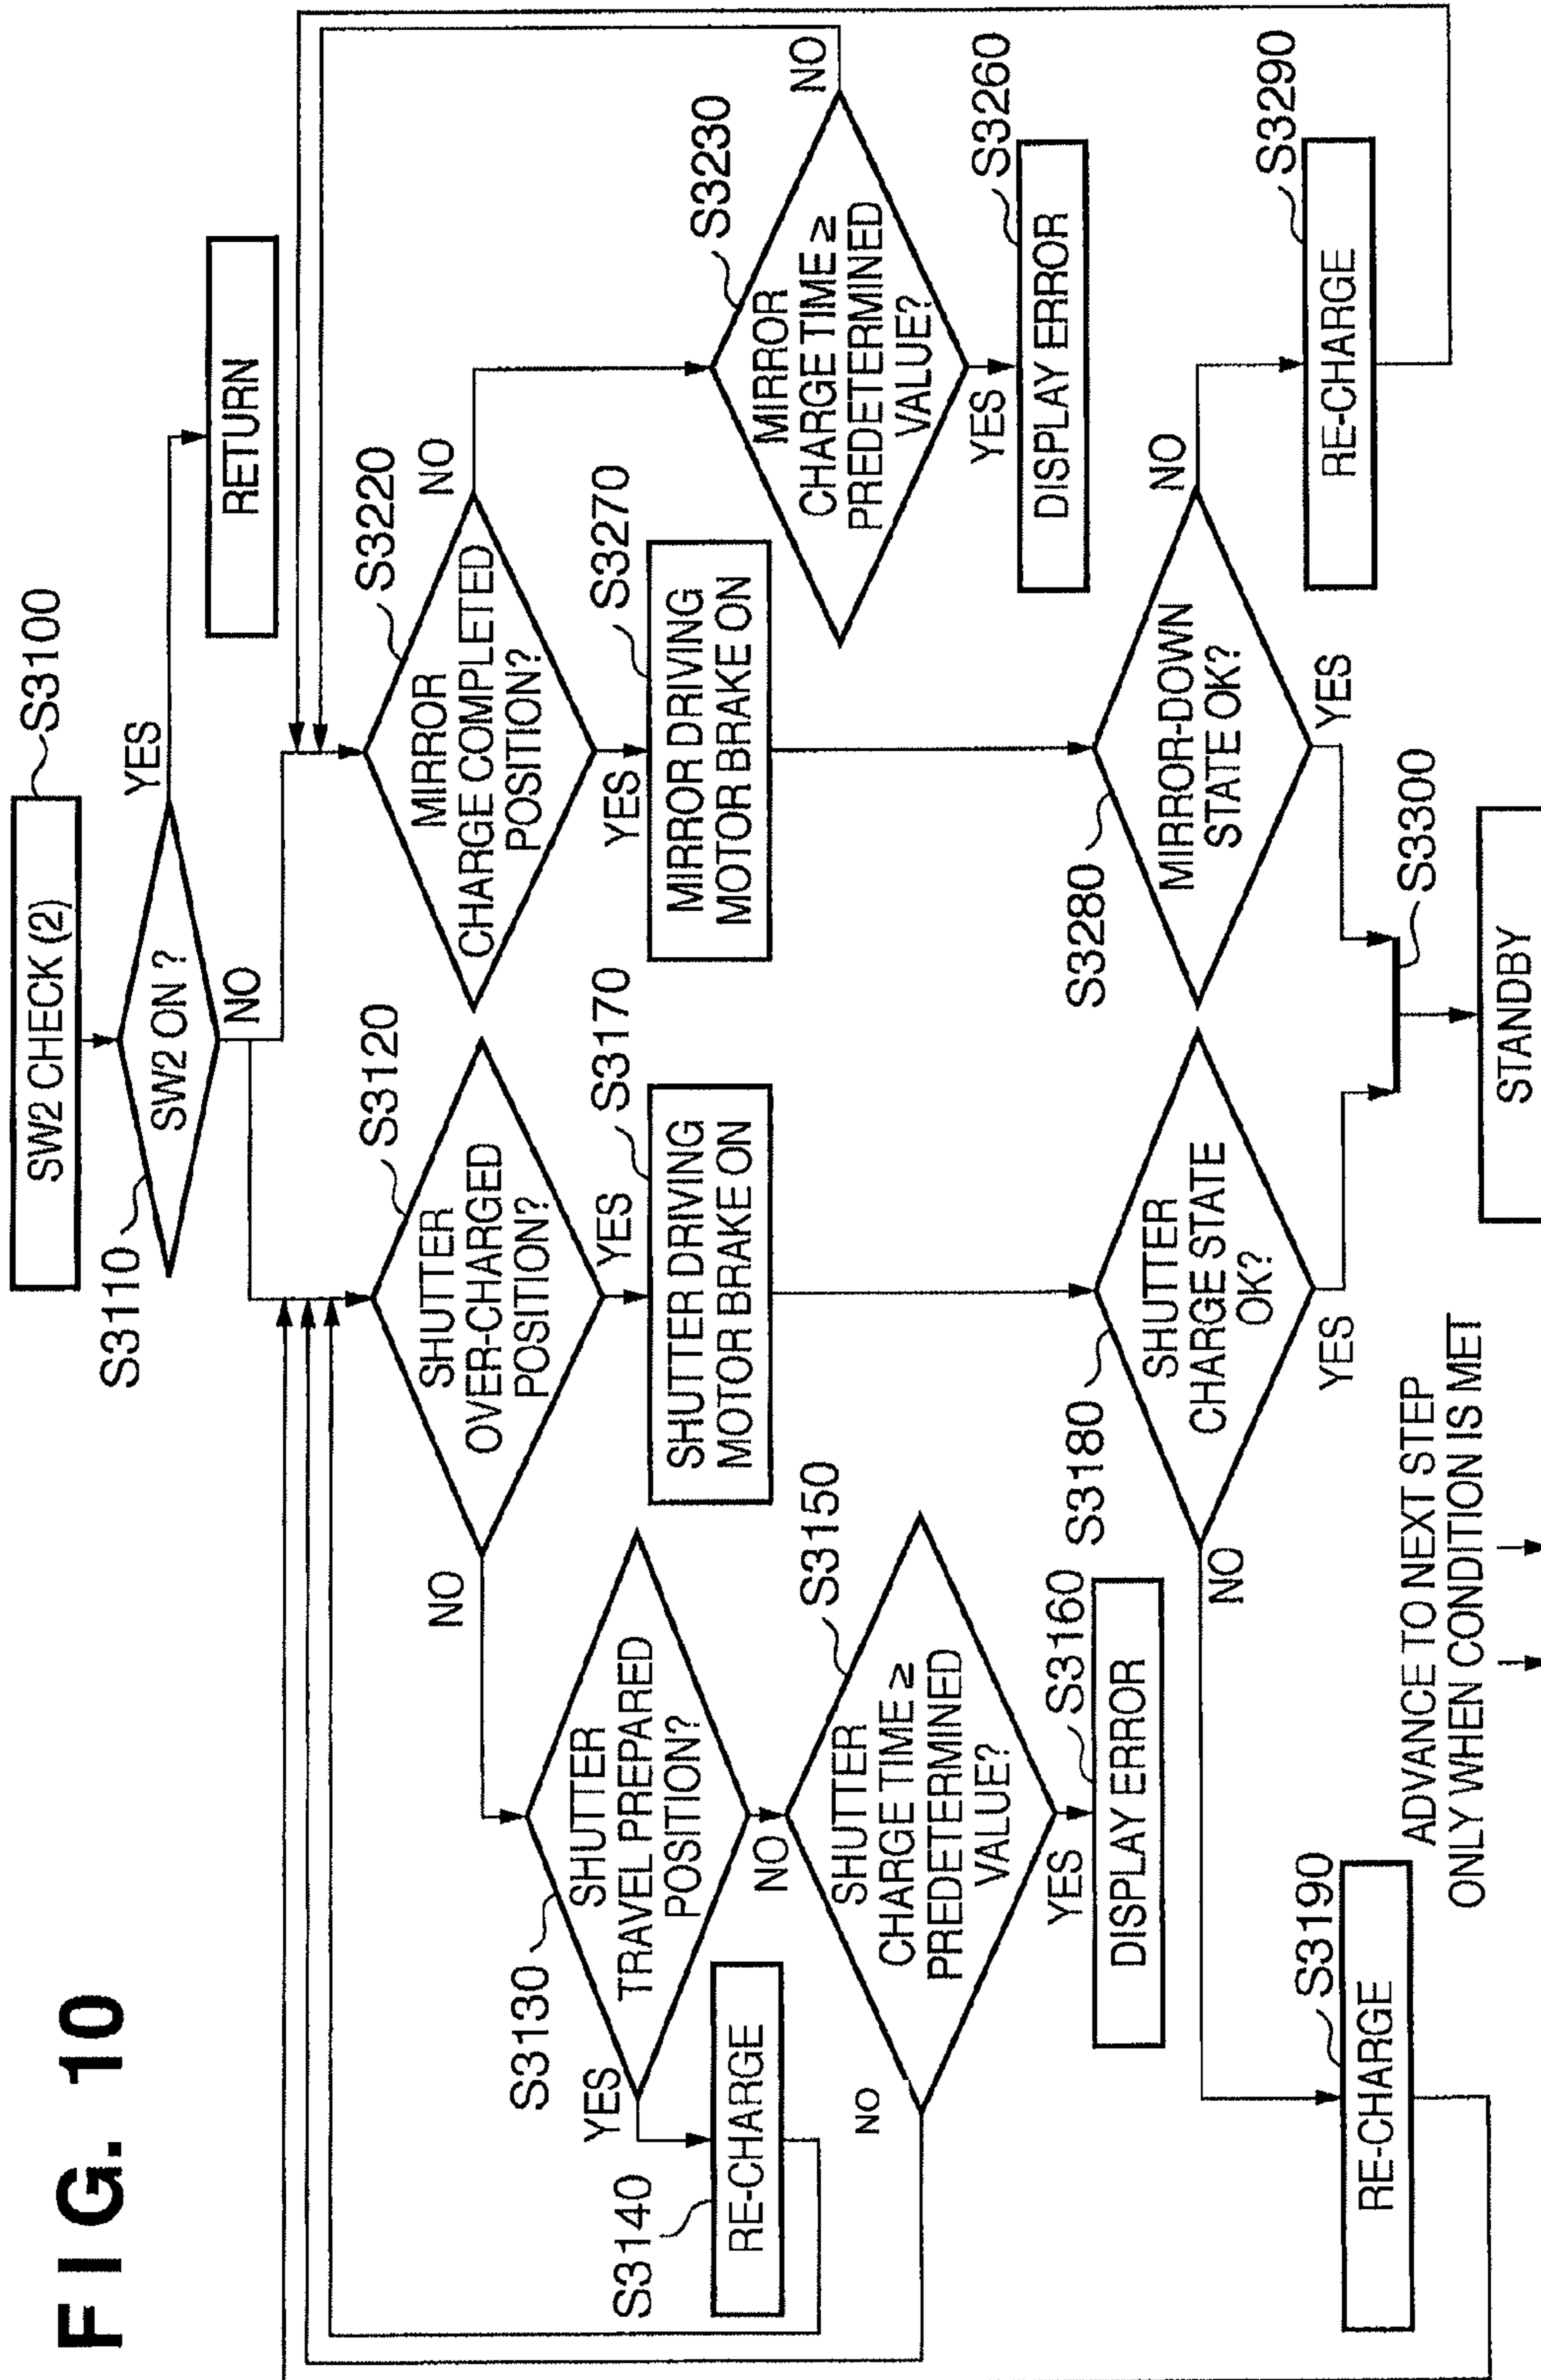 FIG. 10
SW2 CHECK (2)
S3100
S3110
SW2 ON ?
YES
RETURN
NO
S3120
SHUTTER
OVER-CHARGED
POSITION?
NO
YES
S3130
SHUTTER
TRAVEL PREPARED
POSITION?
YES
NO
S3140
RE-CHARGE
S3150
SHUTTER
CHARGE TIME ≥
PREDETERMINED
VALUE?
NO
YES
S3160
DISPLAY ERROR
S3170
SHUTTER DRIVING
MOTOR BRAKE ON
S3180
SHUTTER
CHARGE STATE
OK?
NO
YES
S3190
RE-CHARGE
S3220
MIRROR
CHARGE COMPLETED
POSITION?
NO
YES
S3230
MIRROR
CHARGE TIME ≥
PREDETERMINED
VALUE?
NO
YES
S3260
DISPLAY ERROR
S3270
MIRROR DRIVING
MOTOR BRAKE ON
S3280
MIRROR-DOWN
STATE OK?
NO
YES
S3290
RE-CHARGE
S3300
STANDBY
ADVANCE TO NEXT STEP
ONLY WHEN CONDITION IS MET